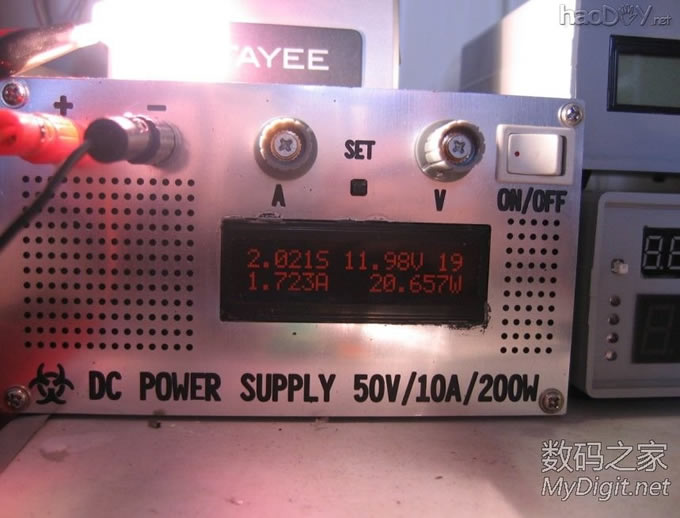 haoDIY.net
FAYEE
+ -
SET
A V
ON/OFF
2.021S 11.98V 19
1.723A 20.657W
DC POWER SUPPLY 50V/10A/200W
数码之家
MyDigit.net